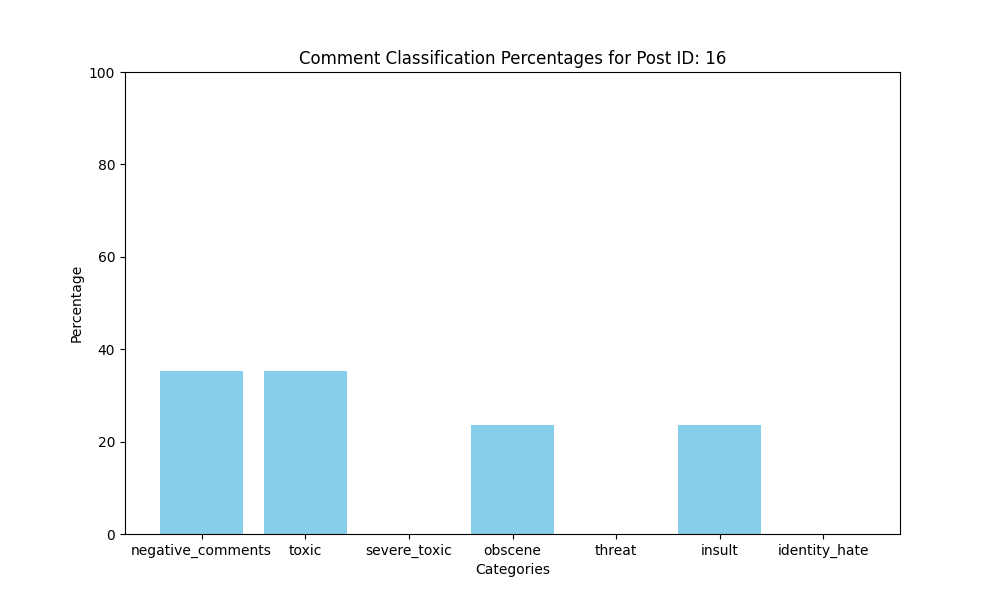 Comment Classification Percentages for Post ID: 16
100
80
60
40
20
0
Percentage
negative_comments toxic severe_toxic obscene threat insult identity_hate
Categories